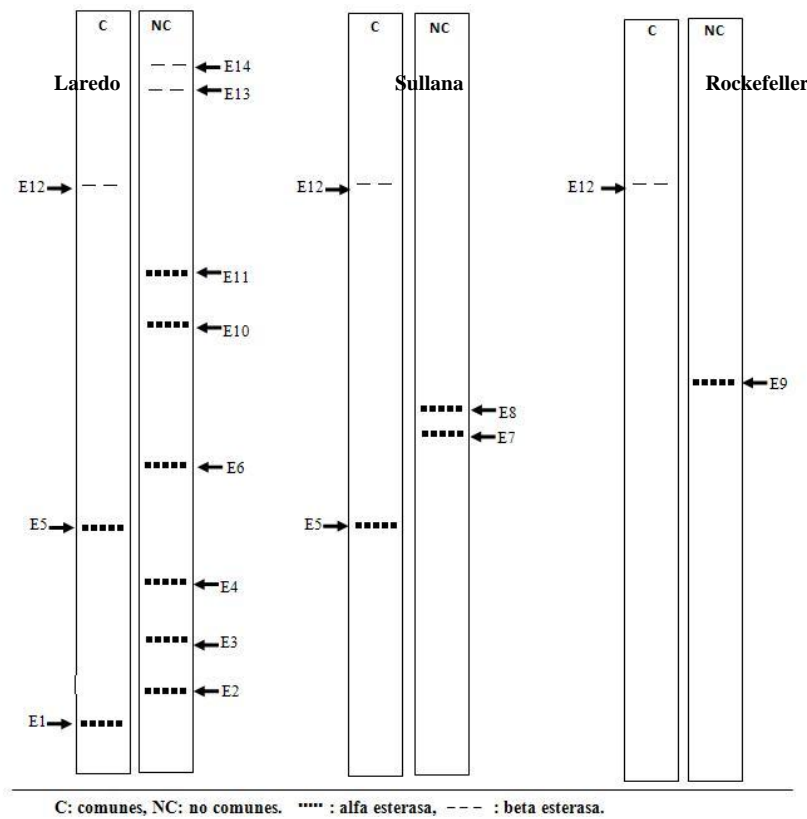 C NC C NC C NC
E14
Laredo Sullana Rockefeller
E13
E12 E12 E12
E11
E10
E9
E8
E7
E6
E5 E5
E4
E3
E2
E1
C: comunes, NC: no comunes. : alfa esterasa, --- : beta esterasa.